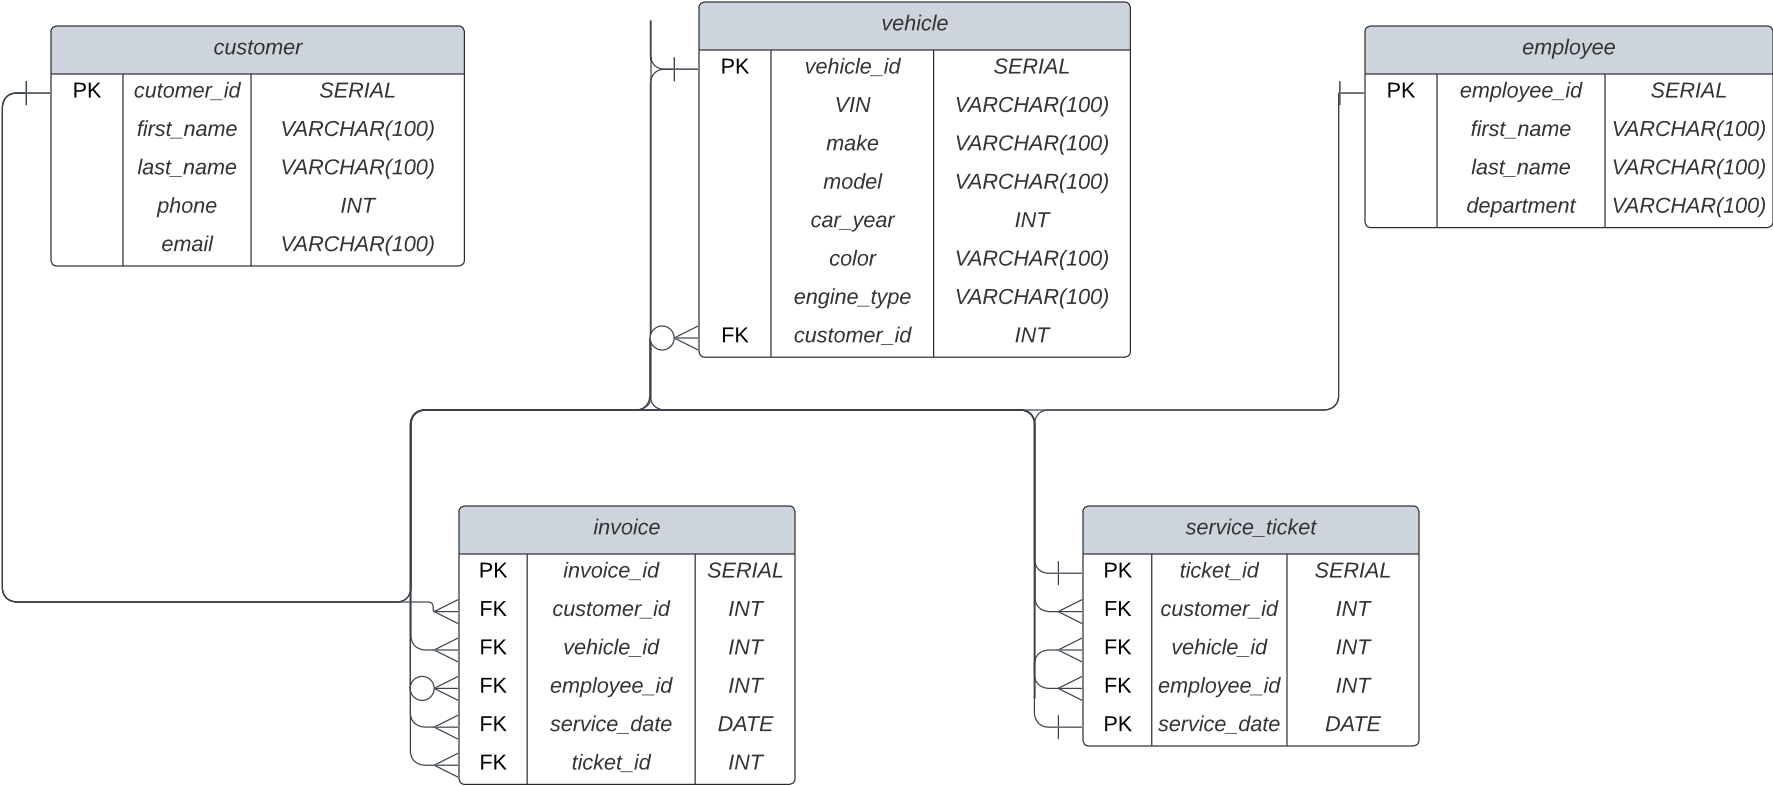 customer
PK cutomer_id SERIAL
first_name VARCHAR(100)
last_name VARCHAR(100)
phone INT
email VARCHAR(100)
vehicle
PK vehicle_id SERIAL
VIN VARCHAR(100)
make VARCHAR(100)
model VARCHAR(100)
car_year INT
color VARCHAR(100)
engine_type VARCHAR(100)
FK customer_id INT
employee
PK employee_id SERIAL
first_name VARCHAR(100)
last_name VARCHAR(100)
department VARCHAR(100)
invoice
PK invoice_id SERIAL
FK customer_id INT
FK vehicle_id INT
FK employee_id INT
FK service_date DATE
FK ticket_id INT
service_ticket
PK ticket_id SERIAL
FK customer_id INT
FK vehicle_id INT
FK employee_id INT
PK service_date DATE